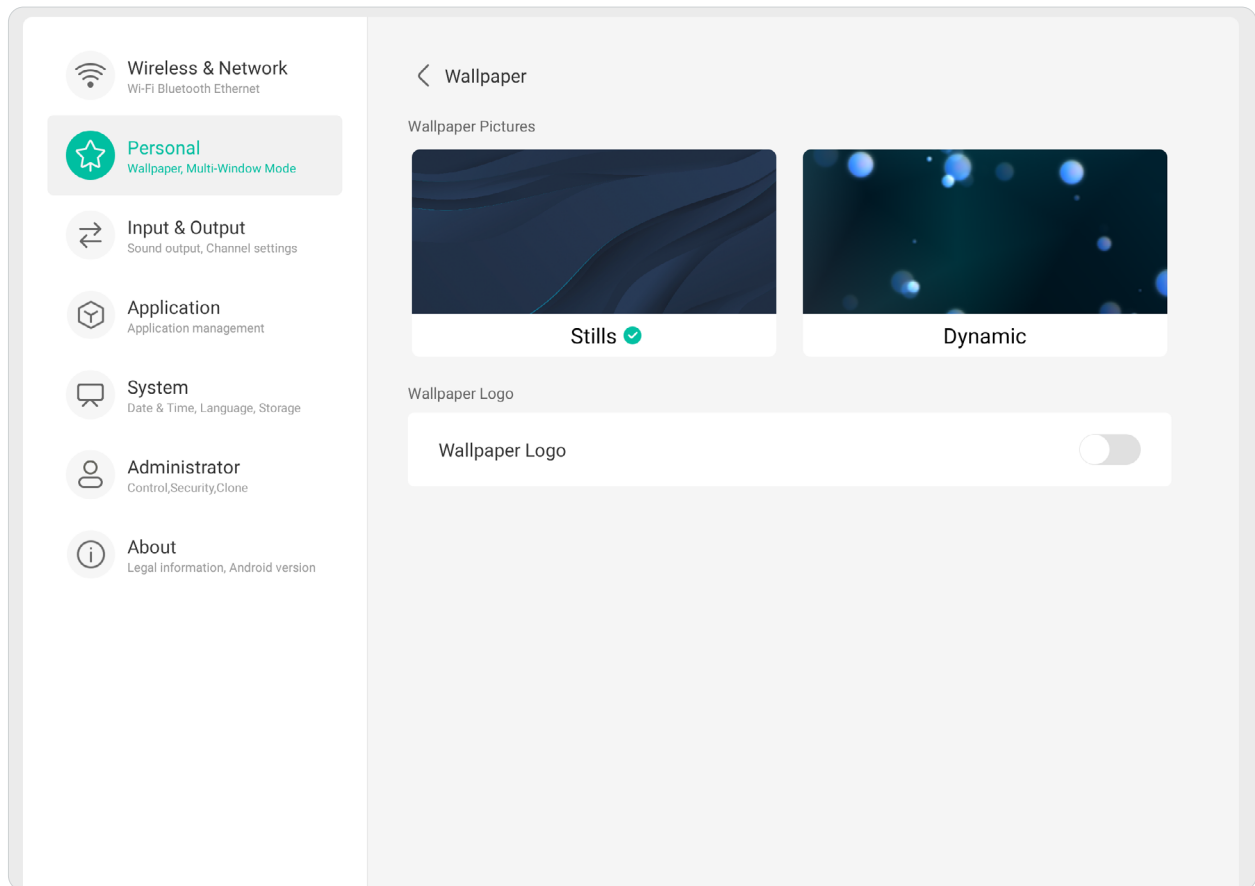 Wireless & Network
Wi-Fi Bluetooth Ethernet
Personal
Wallpaper, Multi-Window Mode
Input & Output
Sound output, Channel settings
Application
Application management
System
Date & Time, Language, Storage
Administrator
Control,Security,Clone
About
Legal information, Android version
Wallpaper
Wallpaper Pictures
Stills
Dynamic
Wallpaper Logo
Wallpaper Logo